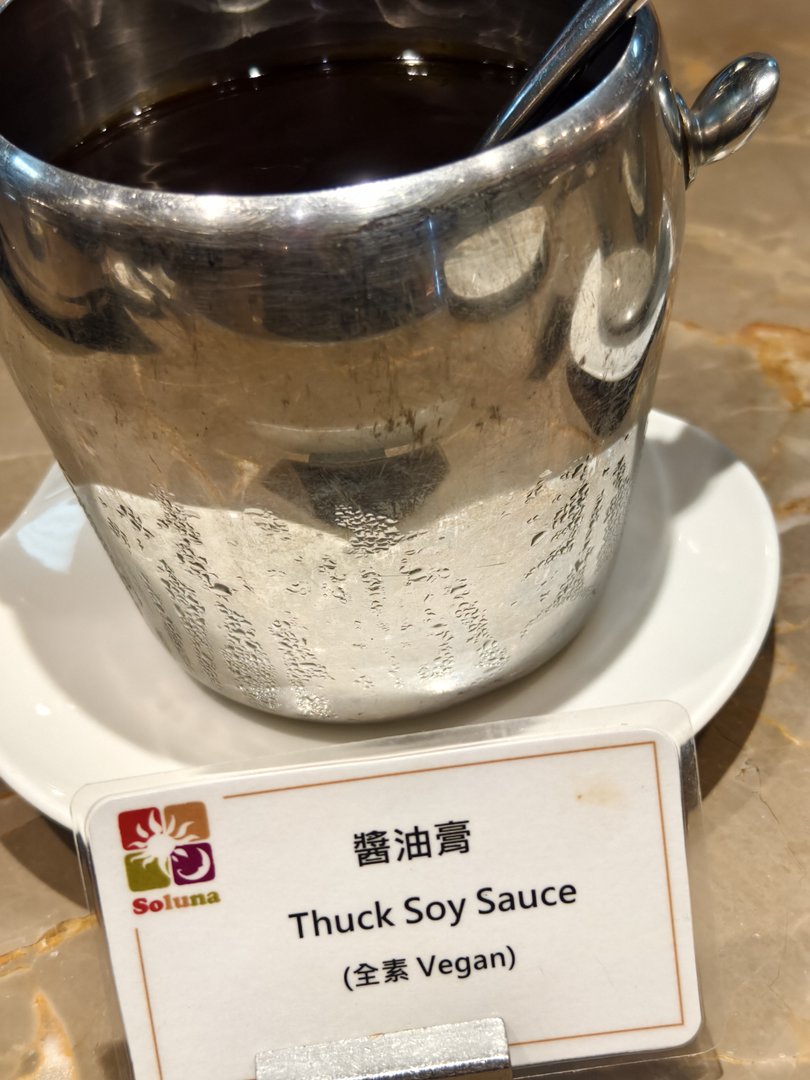 Soluna
醬油膏
Thuck Soy Sauce
(全素 Vegan)